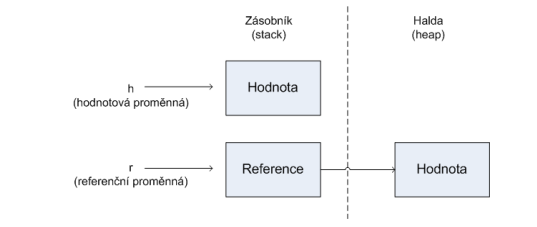 Zásobník
(stack)
Halda
(heap)
h
(hodnotová proměnná)
Hodnota
r
(referenční proměnná)
Reference
Hodnota